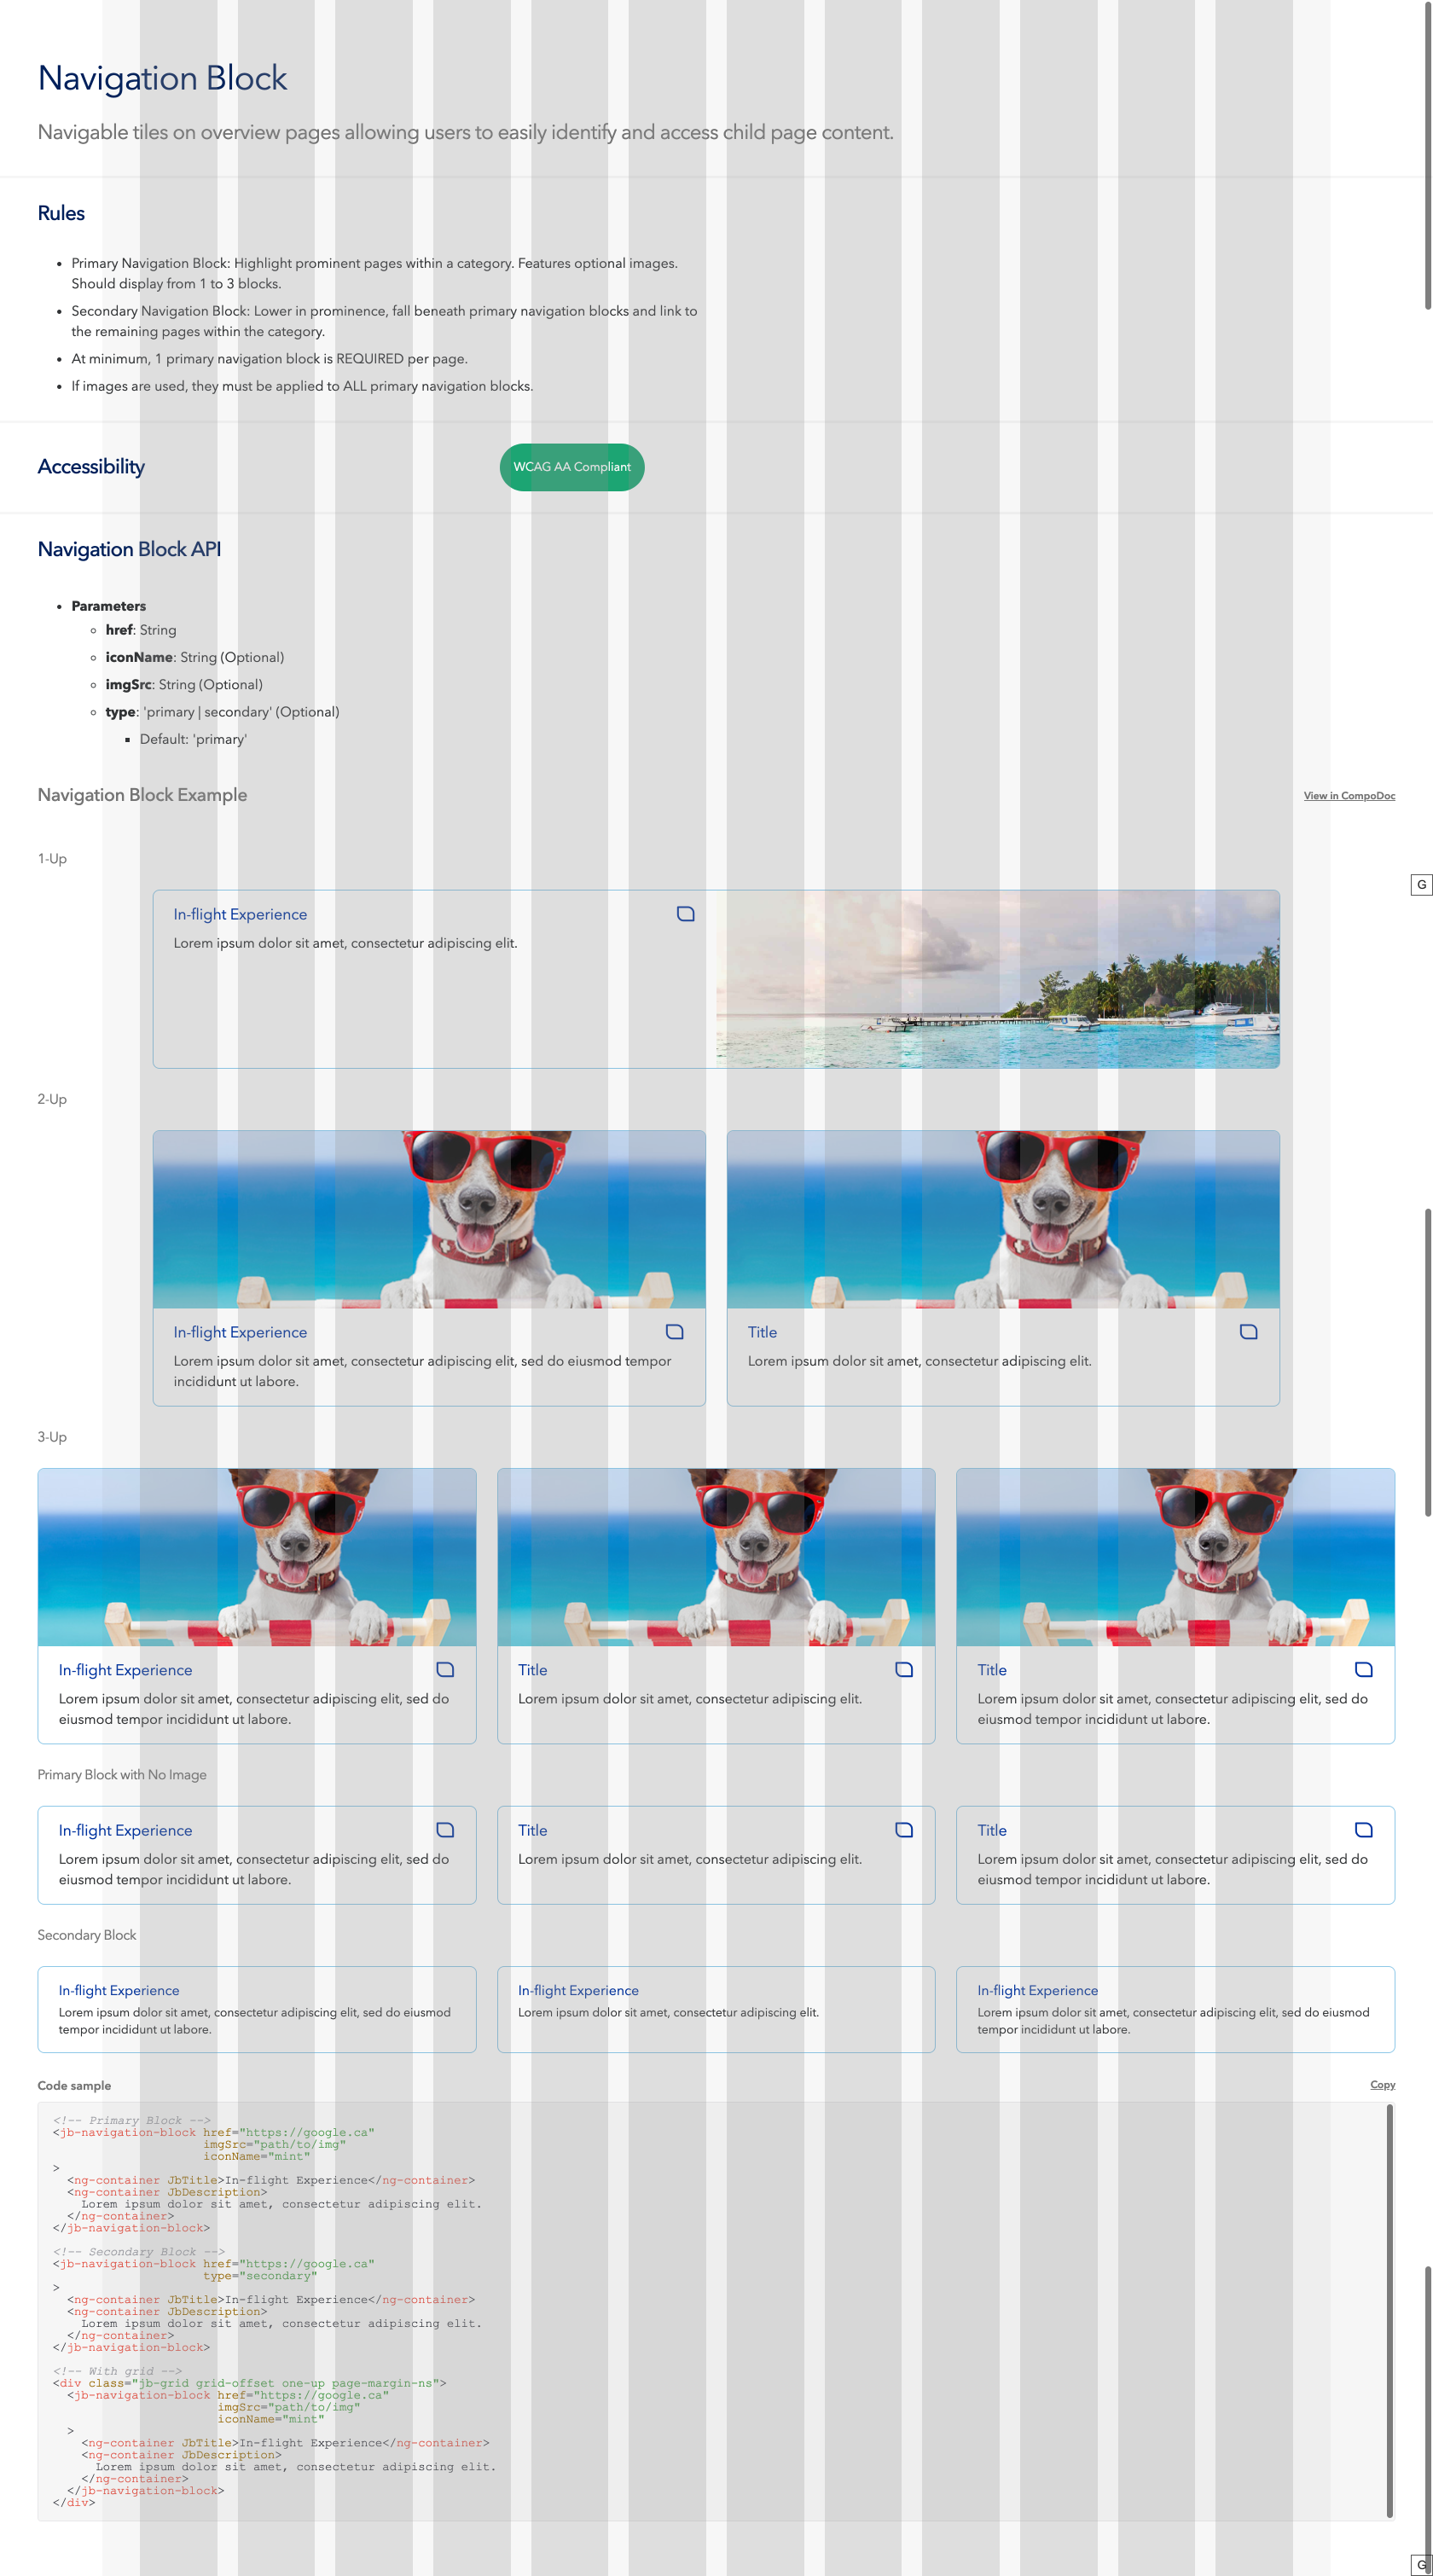 Navigation Block
Navigable tiles on overview pages allowing users to easily identify and access child page content.
Rules
• Primary Navigation Block: Highlight prominent pages within a category. Features optional images.
Should display from 1 to 3 blocks.
• Secondary Navigation Block: Lower in prominence, fall beneath primary navigation blocks and link to
the remaining pages within the category.
• At minimum, 1 primary navigation block is REQUIRED per page.
• If images are used, they must be applied to ALL primary navigation blocks.
Accessibility
WCAG AA Compliant
Navigation Block API
• Parameters
◦ href: String
◦ iconName: String (Optional)
◦ imgSrc: String (Optional)
◦ type: 'primary | secondary' (Optional)
▪ Default: 'primary'
Navigation Block Example
View in CompoDoc
1-Up
G
In-flight Experience
Lorem ipsum dolor sit amet, consectetur adipiscing elit.
2-Up
In-flight Experience
Lorem ipsum dolor sit amet, consectetur adipiscing elit, sed do eiusmod tempor
incididunt ut labore.
Title
Lorem ipsum dolor sit amet, consectetur adipiscing elit.
3-Up
In-flight Experience
Lorem ipsum dolor sit amet, consectetur adipiscing elit, sed do
eiusmod tempor incididunt ut labore.
Title
Lorem ipsum dolor sit amet, consectetur adipiscing elit.
Title
Lorem ipsum dolor sit amet, consectetur adipiscing elit, sed do
eiusmod tempor incididunt ut labore.
Primary Block with No Image
In-flight Experience
Lorem ipsum dolor sit amet, consectetur adipiscing elit, sed do
eiusmod tempor incididunt ut labore.
Title
Lorem ipsum dolor sit amet, consectetur adipiscing elit.
Title
Lorem ipsum dolor sit amet, consectetur adipiscing elit, sed do
eiusmod tempor incididunt ut labore.
Secondary Block
In-flight Experience
Lorem ipsum dolor sit amet, consectetur adipiscing elit, sed do eiusmod
tempor incididunt ut labore.
In-flight Experience
Lorem ipsum dolor sit amet, consectetur adipiscing elit.
In-flight Experience
Lorem ipsum dolor sit amet, consectetur adipiscing elit, sed do eiusmod
tempor incididunt ut labore.
Code sample
Copy
<!-- Primary Block -->
<jb-navigation-block href="https://google.ca"
imgSrc="path/to/img"
iconName="mint"
>
<ng-container JbTitle>In-flight Experience</ng-container>
<ng-container JbDescription>
Lorem ipsum dolor sit amet, consectetur adipiscing elit.
</ng-container>
</jb-navigation-block>
<!-- Secondary Block -->
<jb-navigation-block href="https://google.ca"
type="secondary"
>
<ng-container JbTitle>In-flight Experience</ng-container>
<ng-container JbDescription>
Lorem ipsum dolor sit amet, consectetur adipiscing elit.
</ng-container>
</jb-navigation-block>
<!-- With grid -->
<div class="jb-grid grid-offset one-up page-margin-ns">
<jb-navigation-block href="https://google.ca"
imgSrc="path/to/img"
iconName="mint"
>
<ng-container JbTitle>In-flight Experience</ng-container>
<ng-container JbDescription>
Lorem ipsum dolor sit amet, consectetur adipiscing elit.
</ng-container>
</jb-navigation-block>
</div>
G